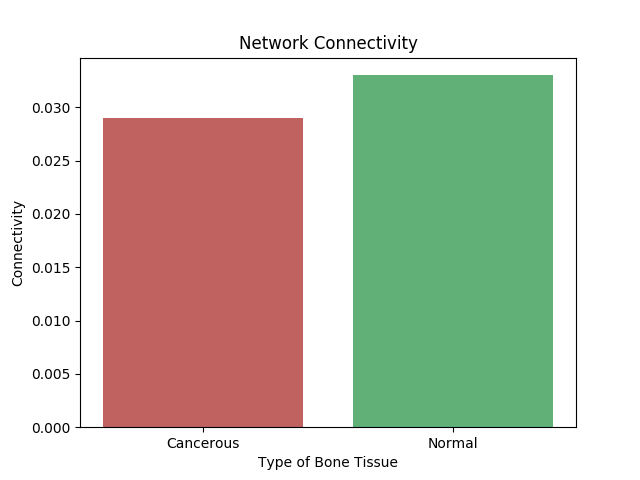 Network Connectivity
0.030
0.025
0.020
0.015
0.010
0.005
0.000
Connectivity
Cancerous
Normal
Type of Bone Tissue